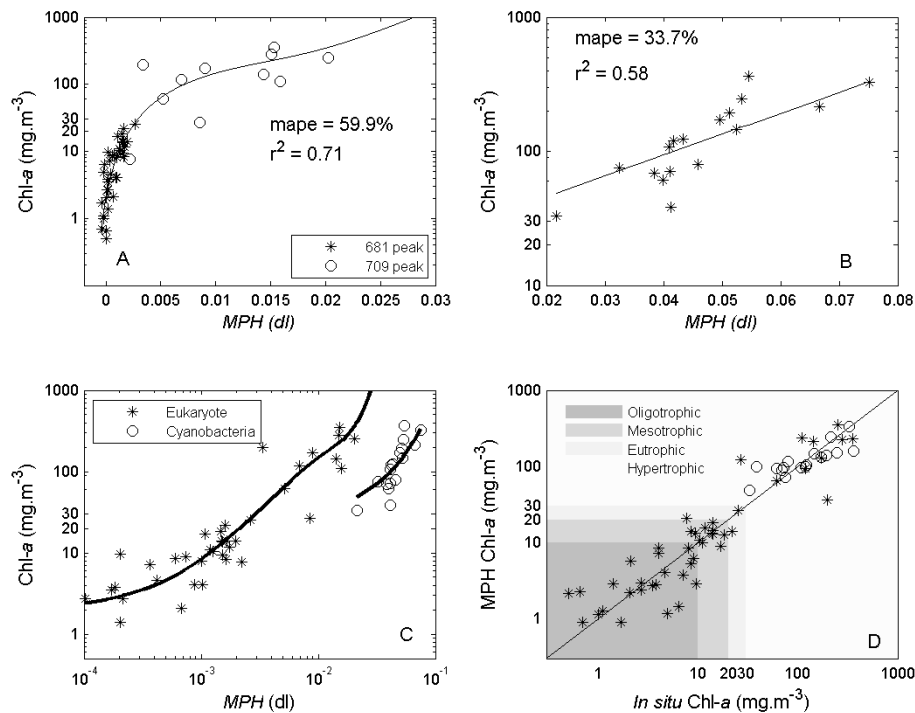 1000
100
30
20
10
1
Chl-a (mg.m-3)
mape = 59.9%
r2 = 0.71
A
681 peak
709 peak
0 0.005 0.01 0.015 0.02 0.025 0.03
MPH (dl)
1000
100
30
20
10
Chl-a (mg.m-3)
mape = 33.7%
r2 = 0.58
B
0.02 0.03 0.04 0.05 0.06 0.07 0.08
MPH (dl)
1000
100
30
20
10
1
Chl-a (mg.m-3)
Eukaryote
Cyanobacteria
C
10-4 10-3 10-2 10-1
MPH (dl)
1000
100
30
20
10
1
MPH Chl-a (mg.m-3)
Oligotrophic
Mesotrophic
Eutrophic
Hypertrophic
D
1 10 20 30 100 1000
In situ Chl-a (mg.m-3)